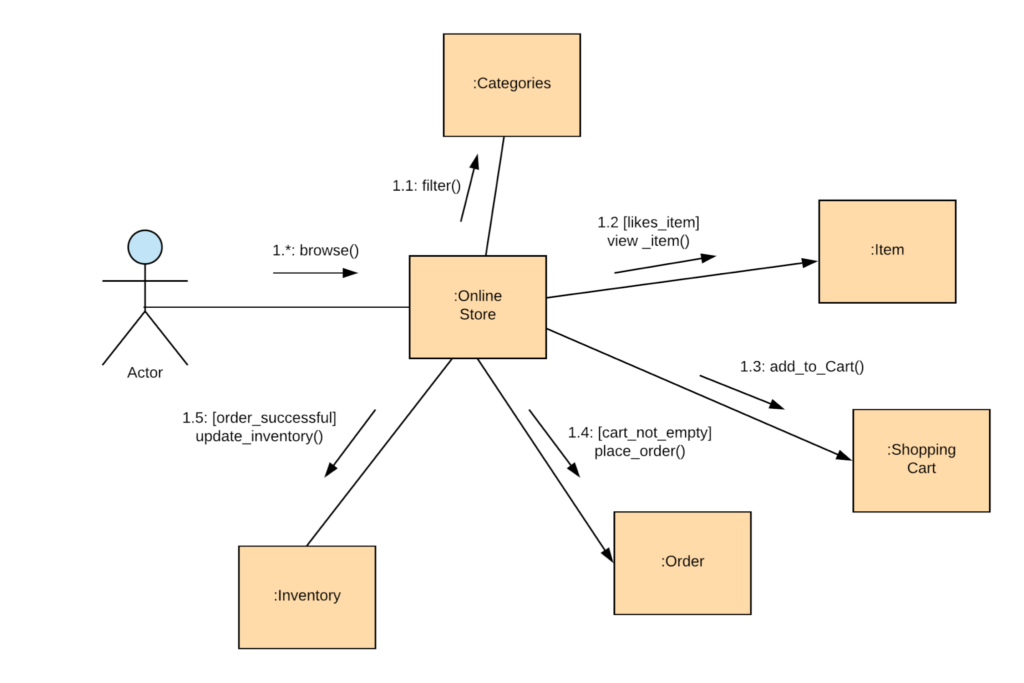 :Categories
1.1: filter()
1.2 [likes_item]
view _item()
:Item
1.*: browse()
:Online
Store
Actor
1.3: add_to_Cart()
1.5: [order_successful]
update_inventory()
1.4: [cart_not_empty]
place_order()
:Shopping
Cart
:Order
:Inventory